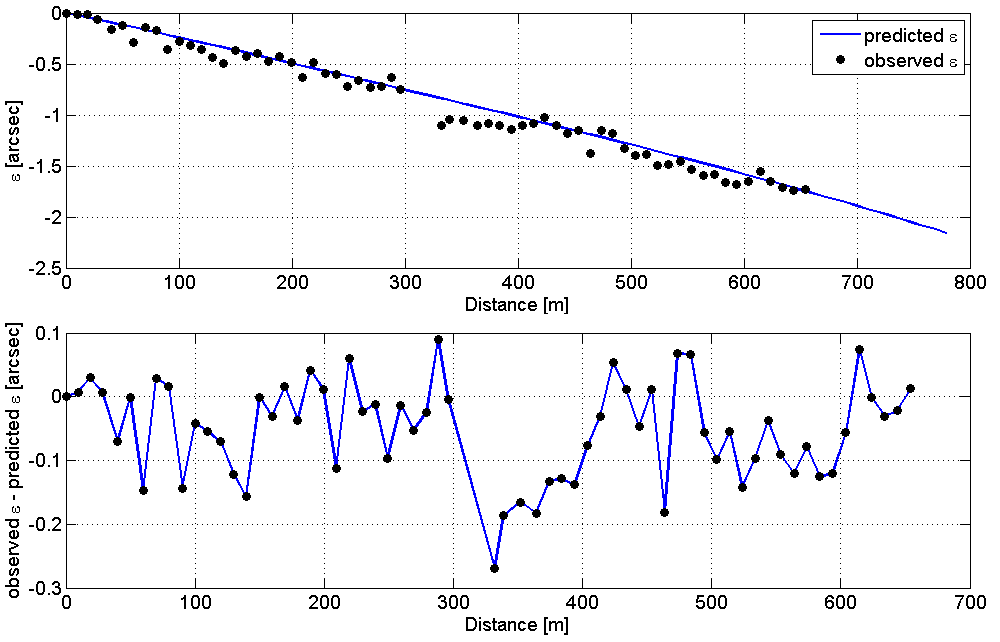 0
-0.5
-1
-1.5
-2
-2.5
ε [arcsec]
predicted ε
observed ε
0 100 200 300 400 500 600 700 800
Distance [m]
0.1
0
-0.1
-0.2
-0.3
observed ε - predicted ε [arcsec]
0 100 200 300 400 500 600 700
Distance [m]